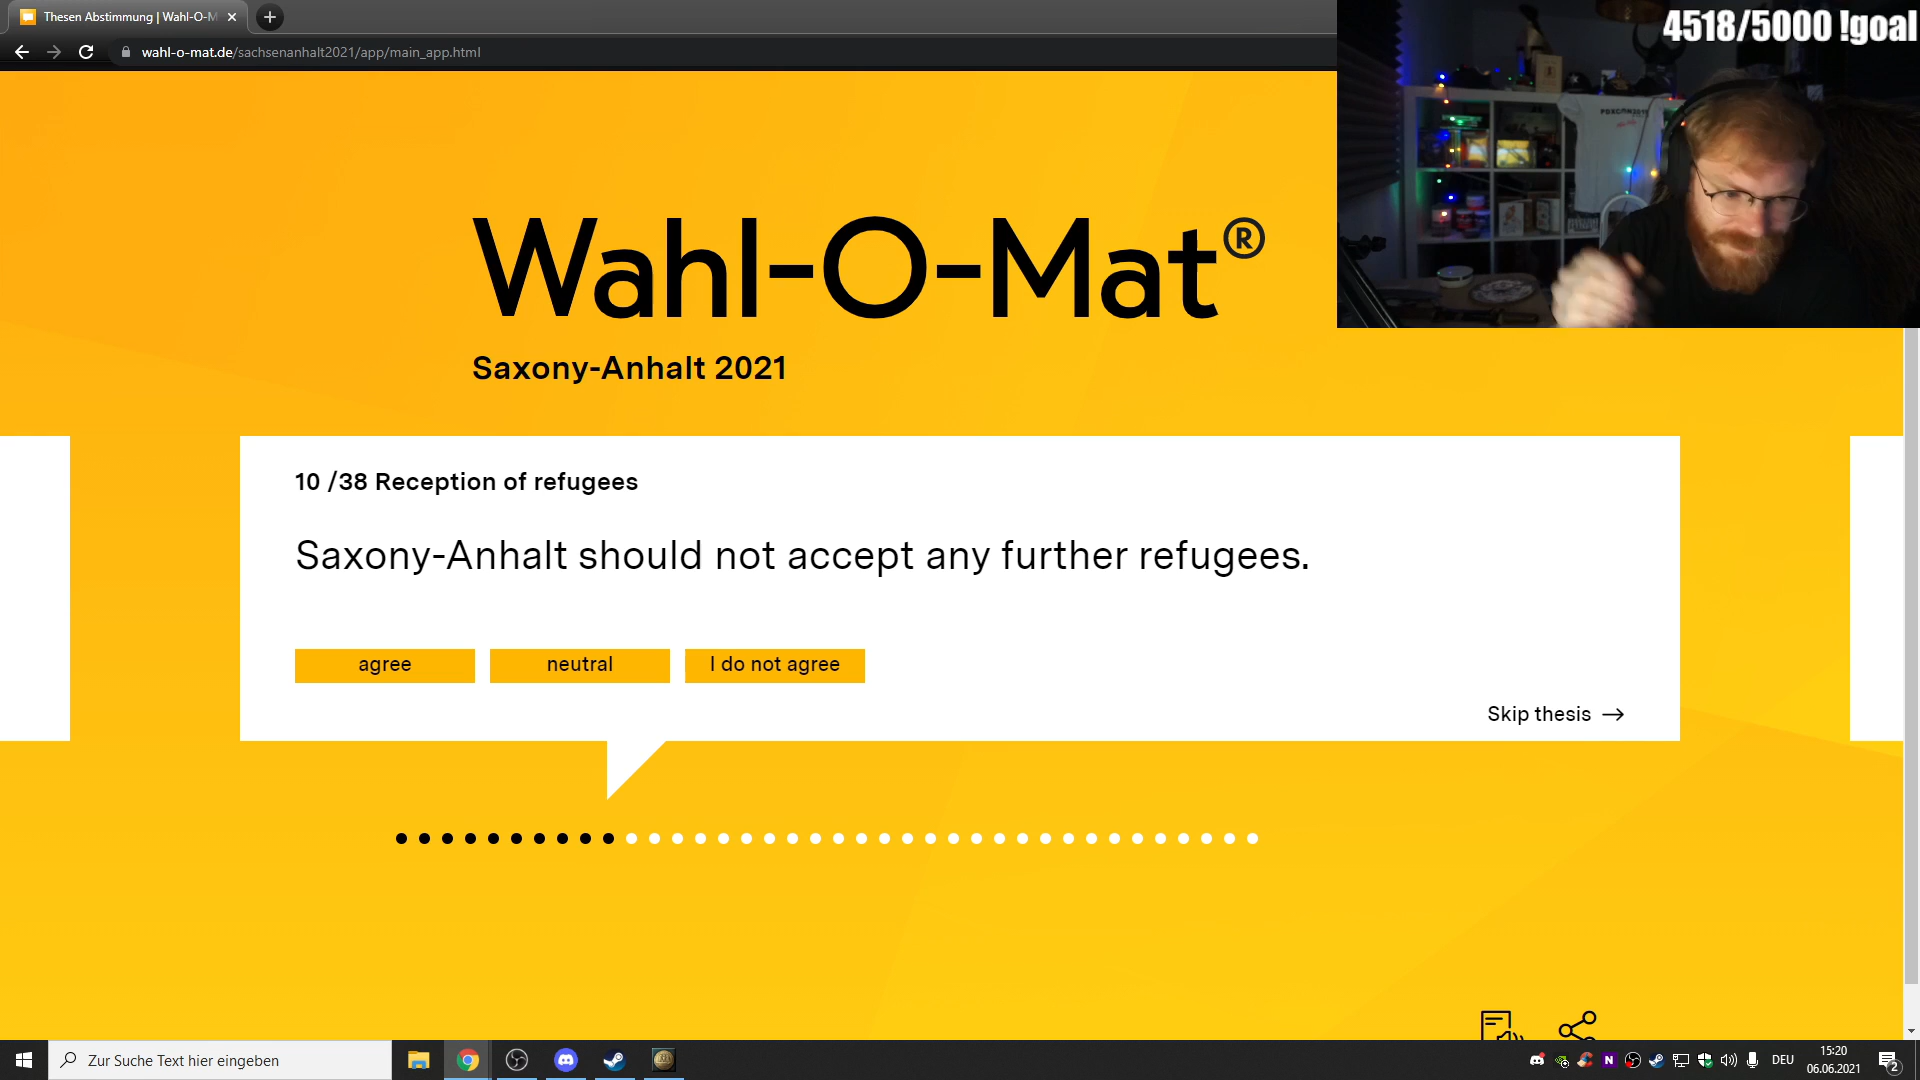 Thesen Abstimmung | Wahl-O-M
wahl-o-mat.de/sachsenanhalt2021/app/main_app.html
4518/5000 !goal
Wahl-O-Mat®
Saxony-Anhalt 2021
10 /38 Reception of refugees
Saxony-Anhalt should not accept any further refugees.
agree
neutral
I do not agree
Skip thesis →
Zur Suche Text hier eingeben
DEU
15:20
06.06.2021
2